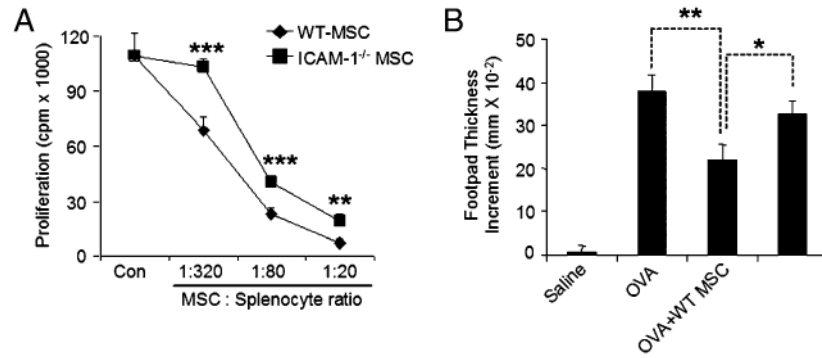 A
Proliferation (cpm x 1000)
120
90
60
30
0
***
***
**
WT-MSC
ICAM-1-/- MSC
Con
1:320
1:80
1:20
MSC : Splenocyte ratio
B
Footpad Thickness
Increment (mm X 10-2)
50
40
30
20
10
0
**
*
Saline
OVA
OVA+WT MSC